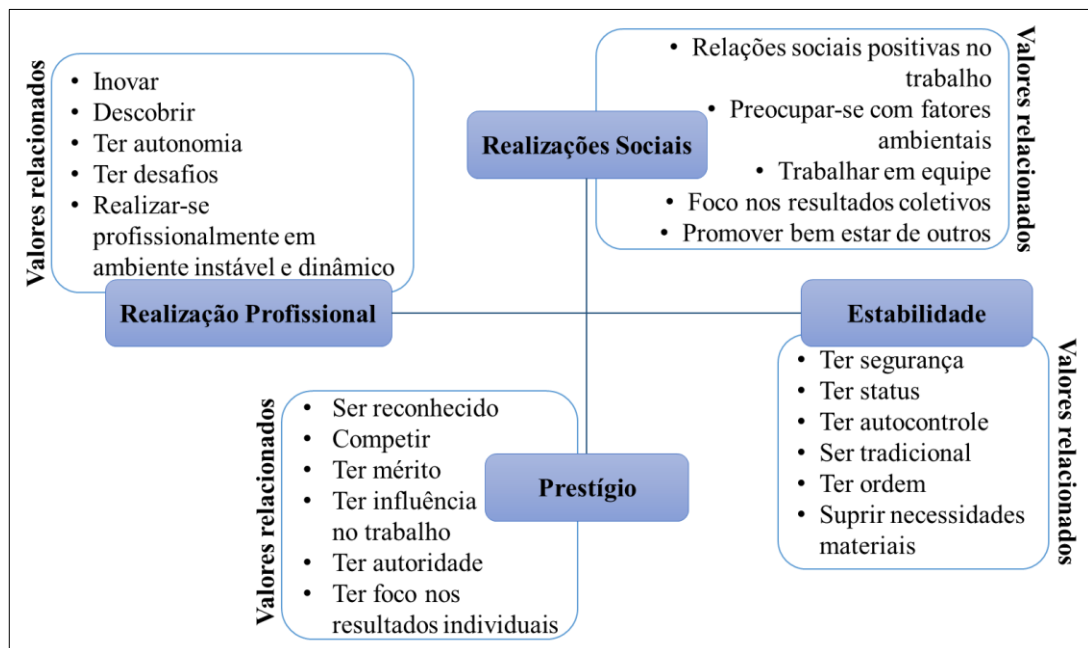 Valores relacionados
• Inovar
• Descobrir
• Ter autonomia
• Ter desafios
• Realizar-se
profissionalmente em
ambiente instável e dinâmico
Realização Profissional
Realizações Sociais
• Relações sociais positivas no
trabalho
• Preocupar-se com fatores
ambientais
• Trabalhar em equipe
• Foco nos resultados coletivos
• Promover bem estar de outros
Valores relacionados
Estabilidade
• Ter segurança
• Ter status
• Ter autocontrole
• Ser tradicional
• Ter ordem
• Suprir necessidades
materiais
Valores relacionados
Valores relacionados
• Ser reconhecido
• Competir
• Ter mérito
• Ter influência
no trabalho
• Ter autoridade
• Ter foco nos
resultados individuais
Prestígio